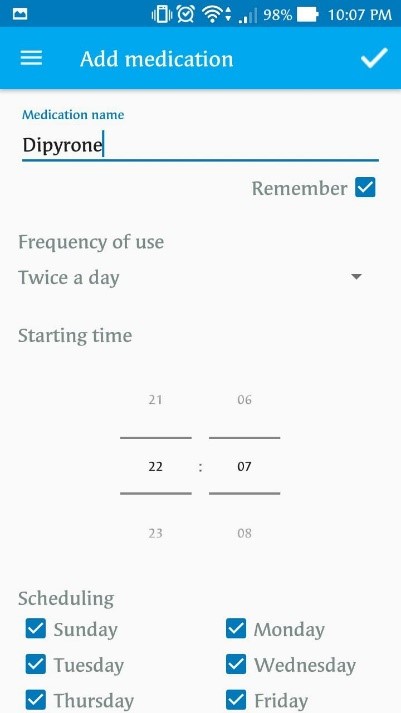 98% 10:07 PM
Add medication
Medication name
Dipyrone
Remember
Frequency of use
Twice a day
Starting time
21 06
22 : 07
23 08
Scheduling
Sunday Monday
Tuesday Wednesday
Thursday Friday